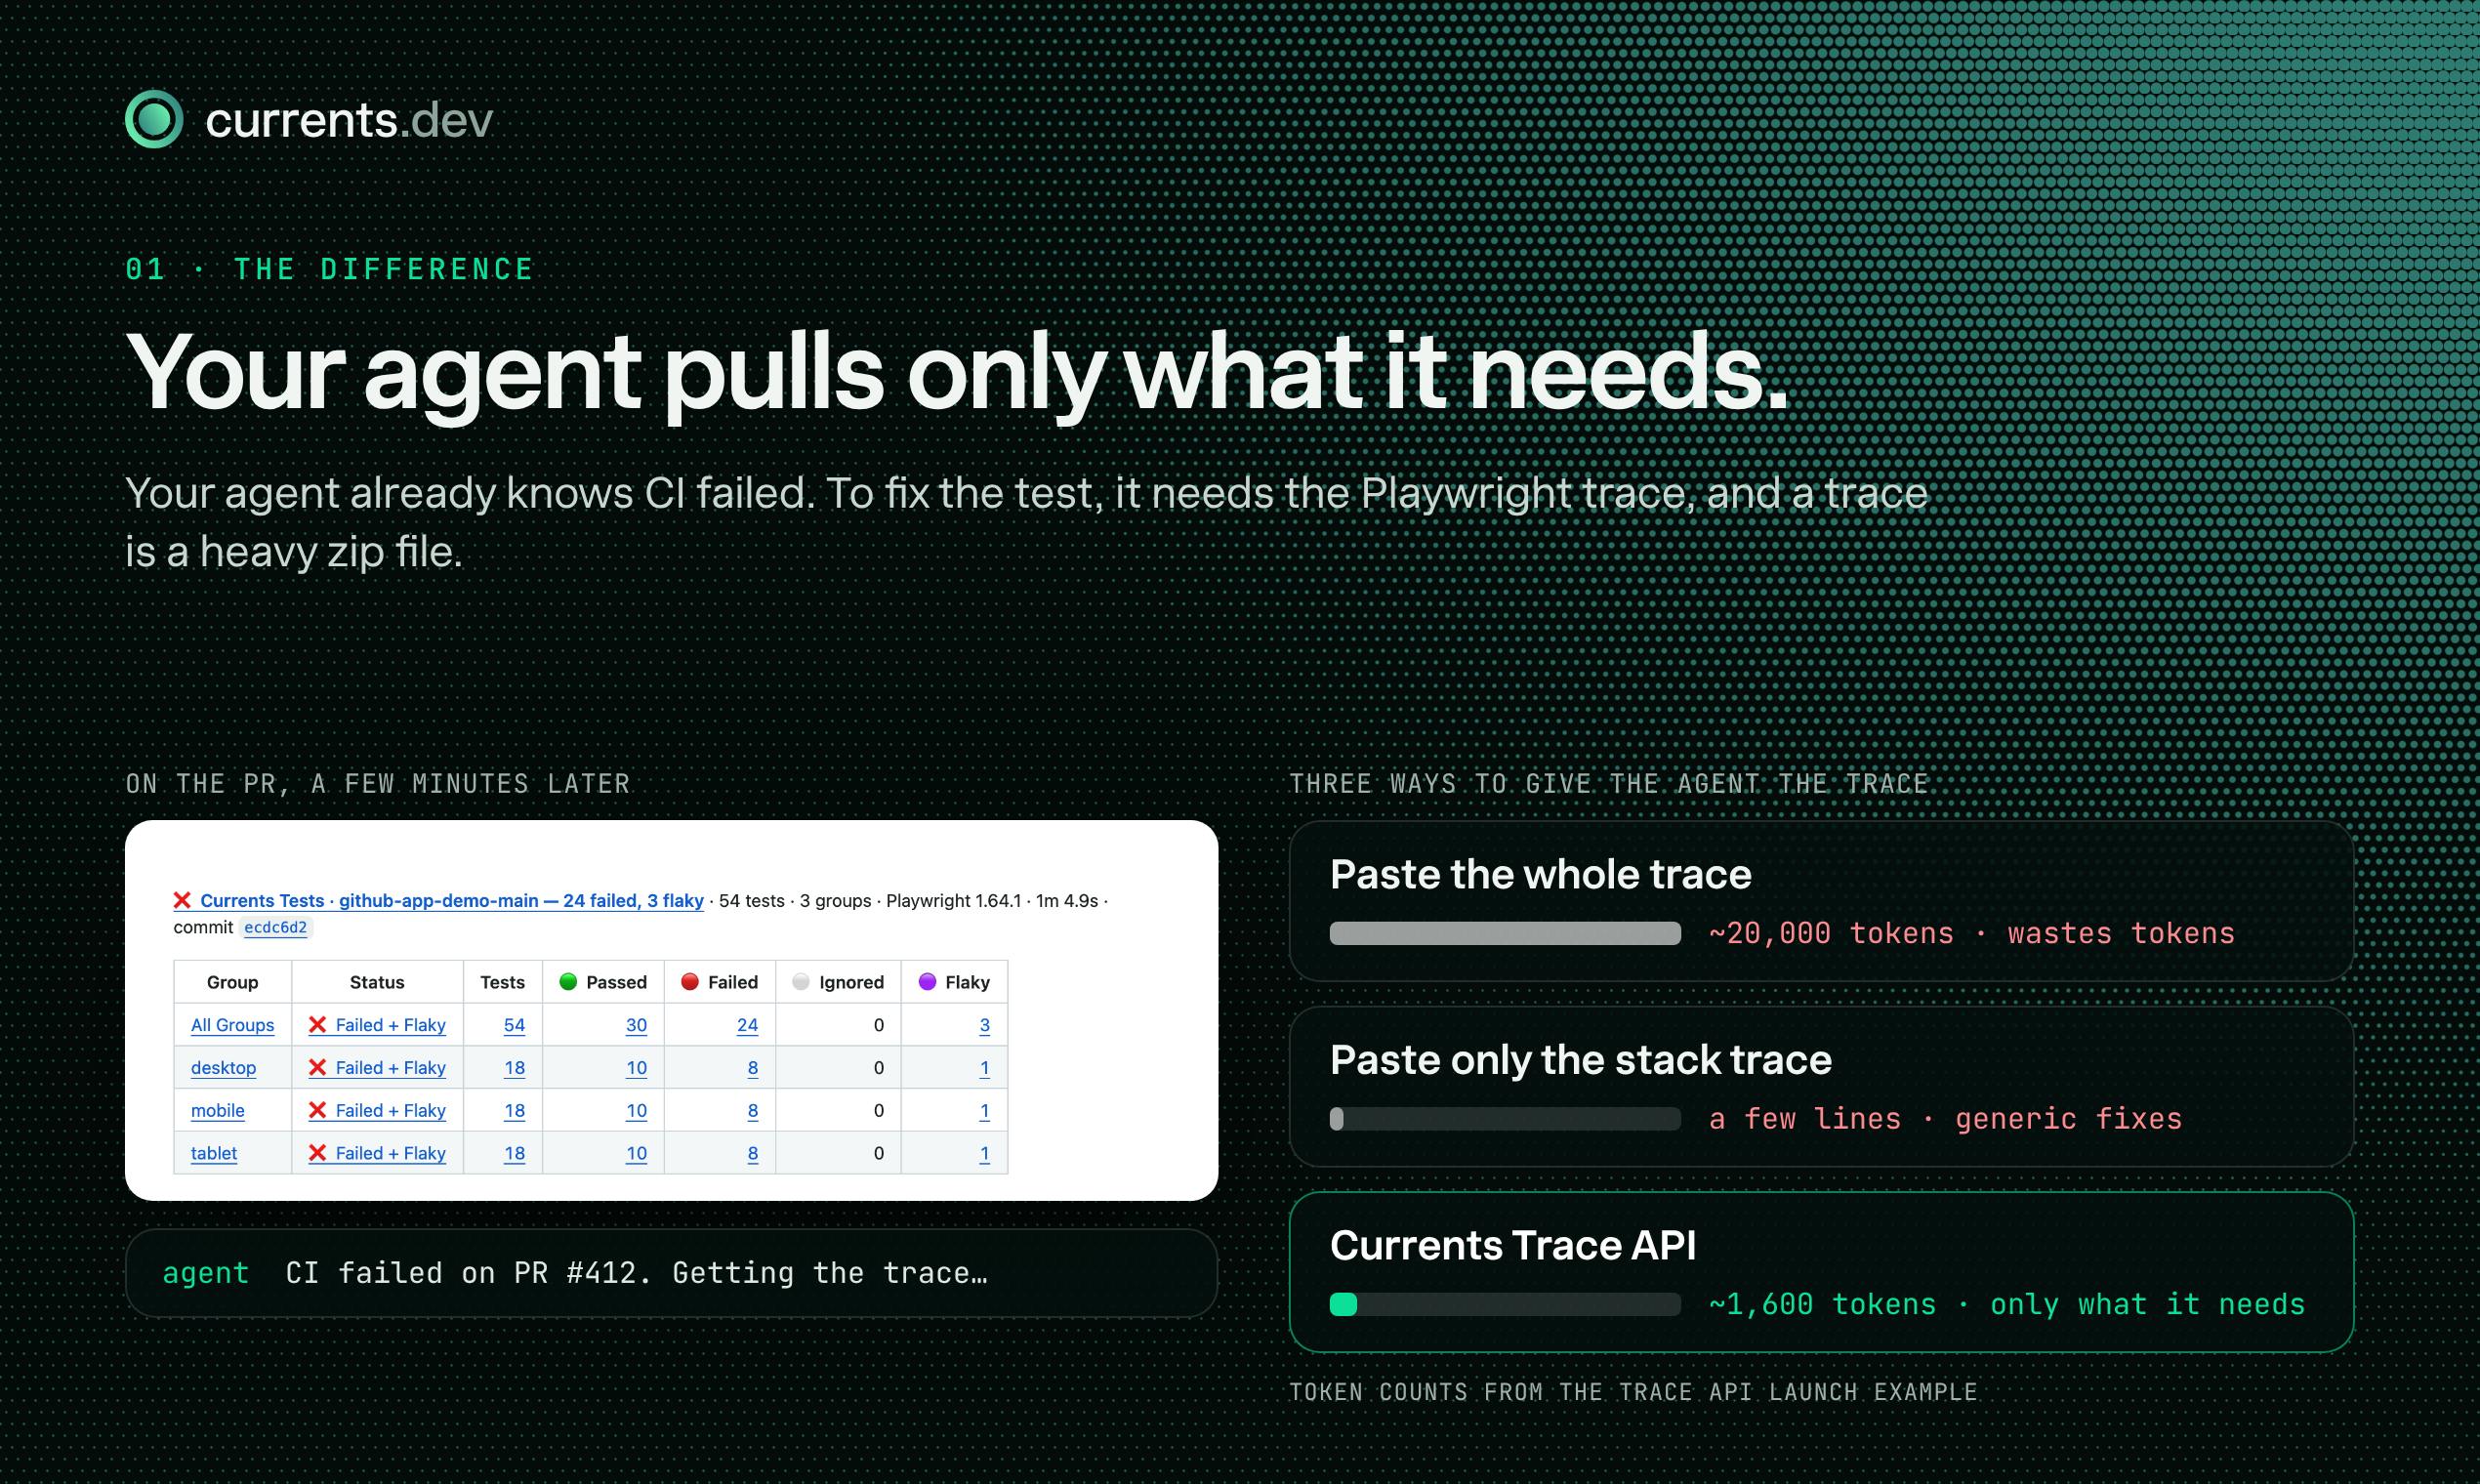 currents.dev
01 · THE DIFFERENCE
Your agent pulls only what it needs.
Your agent already knows CI failed. To fix the test, it needs the Playwright trace, and a trace
is a heavy zip file.
ON THE PR, A FEW MINUTES LATER
❌ Currents Tests · github-app-demo-main — 24 failed, 3 flaky · 54 tests · 3 groups · Playwright 1.64.1 · 1m 4.9s ·
commit ecdc6d2
Group Status Tests 🟢 Passed 🔴 Failed ⚪ Ignored 🟣 Flaky
All Groups ❌ Failed + Flaky 54 30 24 0 3
desktop ❌ Failed + Flaky 18 10 8 0 1
mobile ❌ Failed + Flaky 18 10 8 0 1
tablet ❌ Failed + Flaky 18 10 8 0 1
agent CI failed on PR #412. Getting the trace…
THREE WAYS TO GIVE THE AGENT THE TRACE
Paste the whole trace
~20,000 tokens · wastes tokens
Paste only the stack trace
a few lines · generic fixes
Currents Trace API
~1,600 tokens · only what it needs
TOKEN COUNTS FROM THE TRACE API LAUNCH EXAMPLE